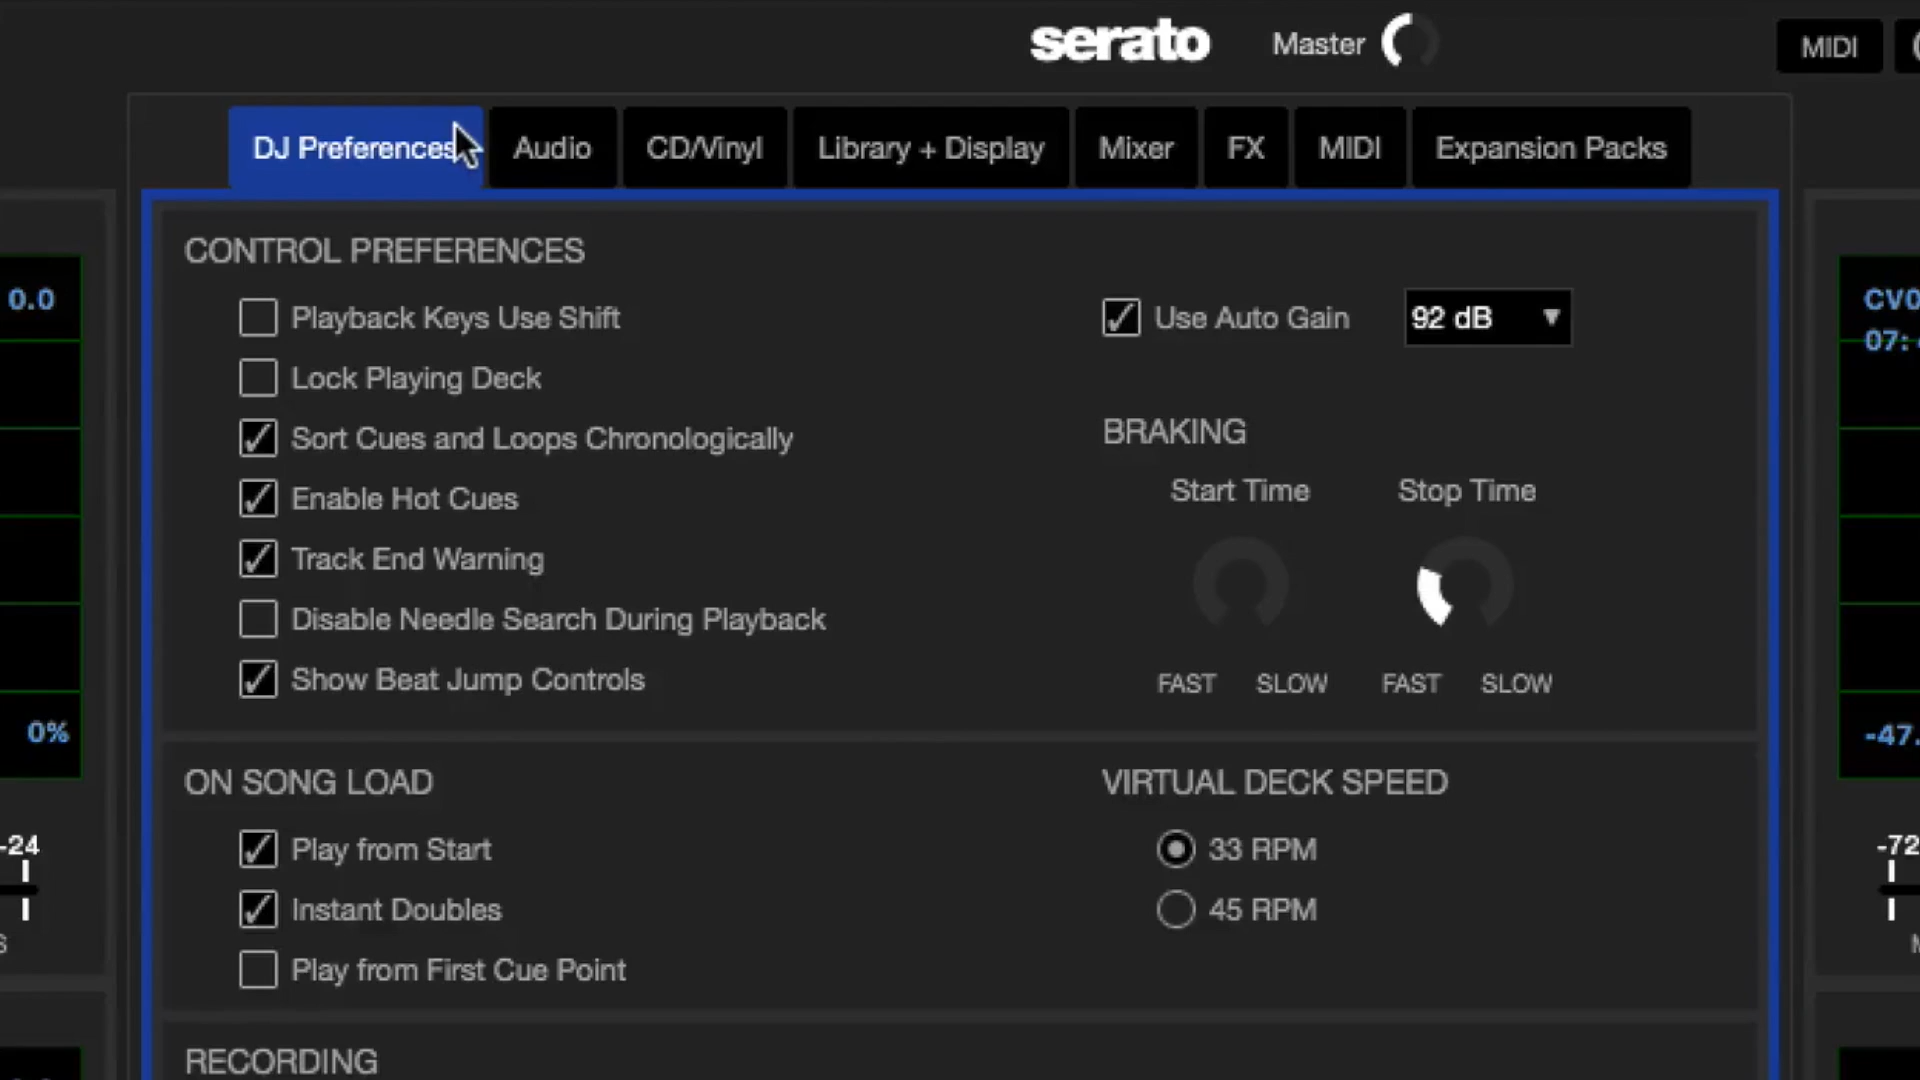 serato Master MIDI
DJ Preferences Audio CD/Vinyl Library + Display Mixer FX MIDI Expansion Packs
CONTROL PREFERENCES
Playback Keys Use Shift
Lock Playing Deck
Sort Cues and Loops Chronologically
Enable Hot Cues
Track End Warning
Disable Needle Search During Playback
Show Beat Jump Controls
Use Auto Gain 92 dB
BRAKING
Start Time Stop Time
FAST SLOW FAST SLOW
ON SONG LOAD
Play from Start
Instant Doubles
Play from First Cue Point
VIRTUAL DECK SPEED
33 RPM
45 RPM
RECORDING
0.0
0%
-24
CV0
07:
-47.
-72